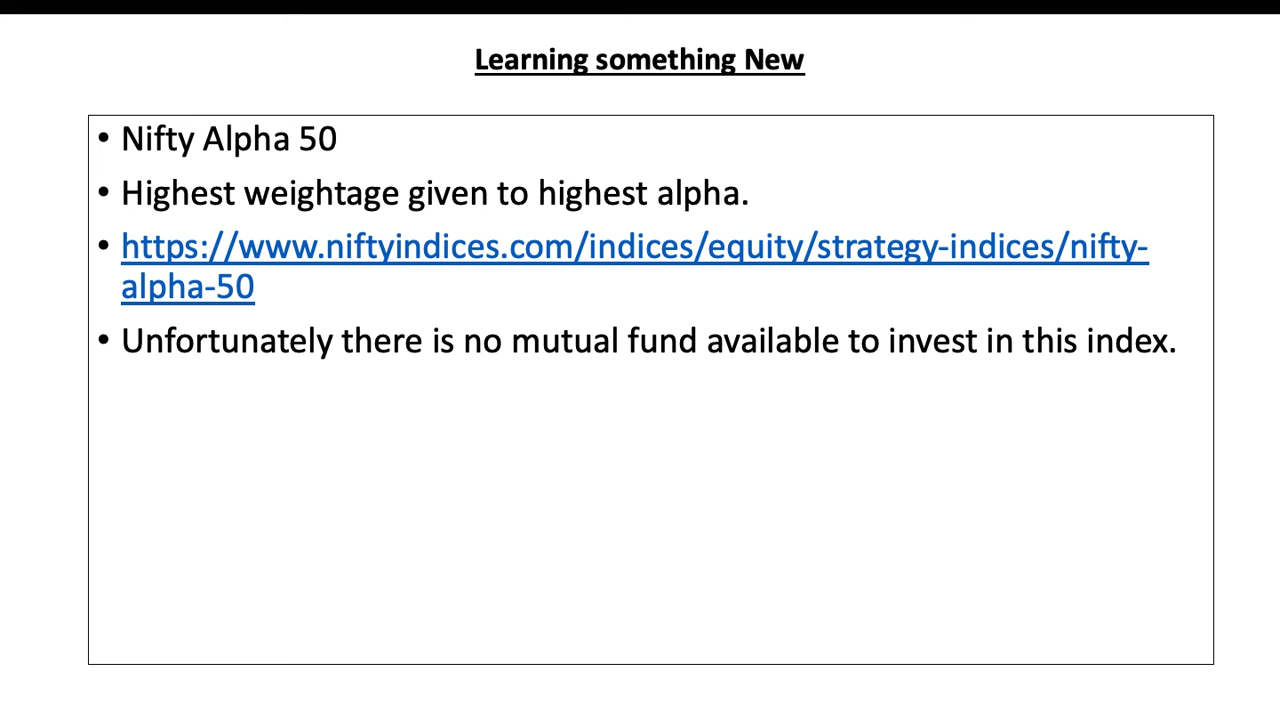 Learning something New
• Nifty Alpha 50
• Highest weightage given to highest alpha.
• https://www.niftyindices.com/indices/equity/strategy-indices/nifty-
alpha-50
• Unfortunately there is no mutual fund available to invest in this index.